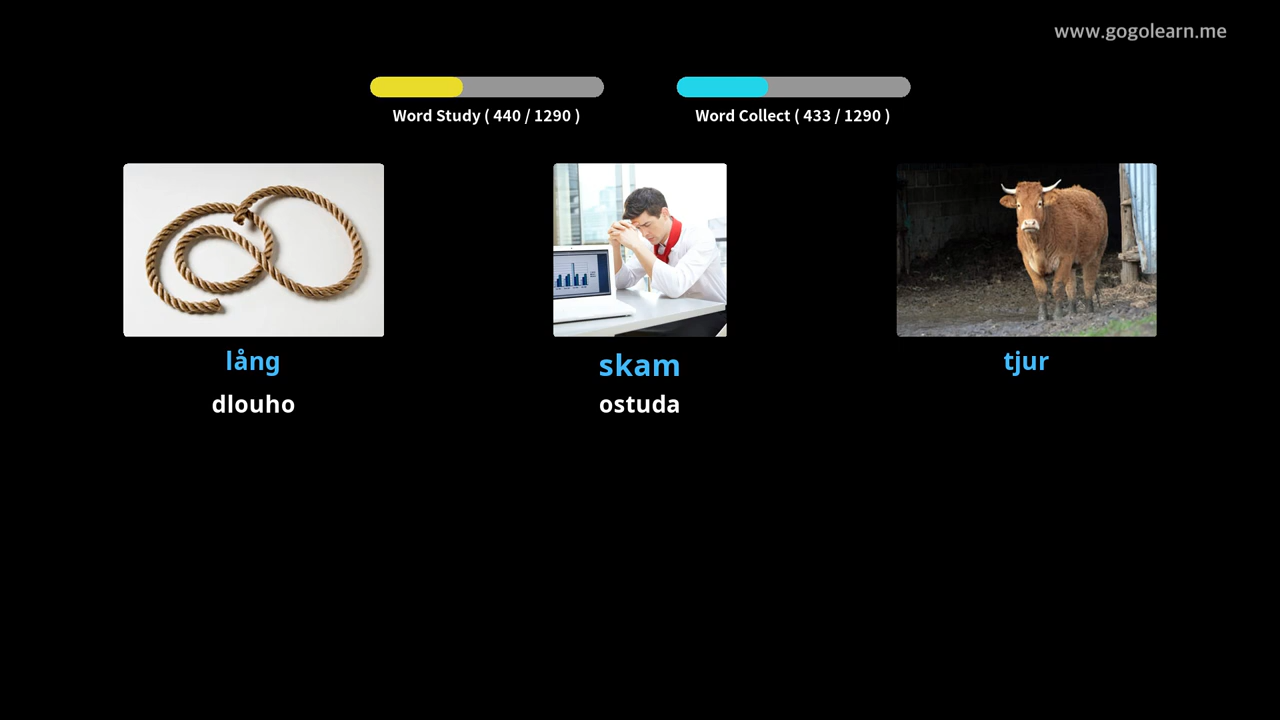 www.gogolearn.me
Word Study ( 440 / 1290 )
Word Collect ( 433 / 1290 )
lång
skam
tjur
dlouho
ostuda